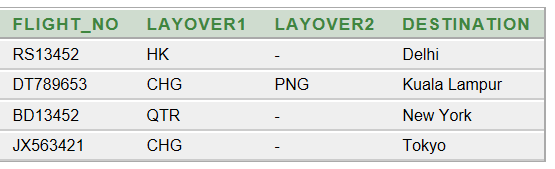 FLIGHT_NO LAYOVER1 LAYOVER2 DESTINATION
RS13452 HK - Delhi
DT789653 CHG PNG Kuala Lampur
BD13452 QTR - New York
JX563421 CHG - Tokyo